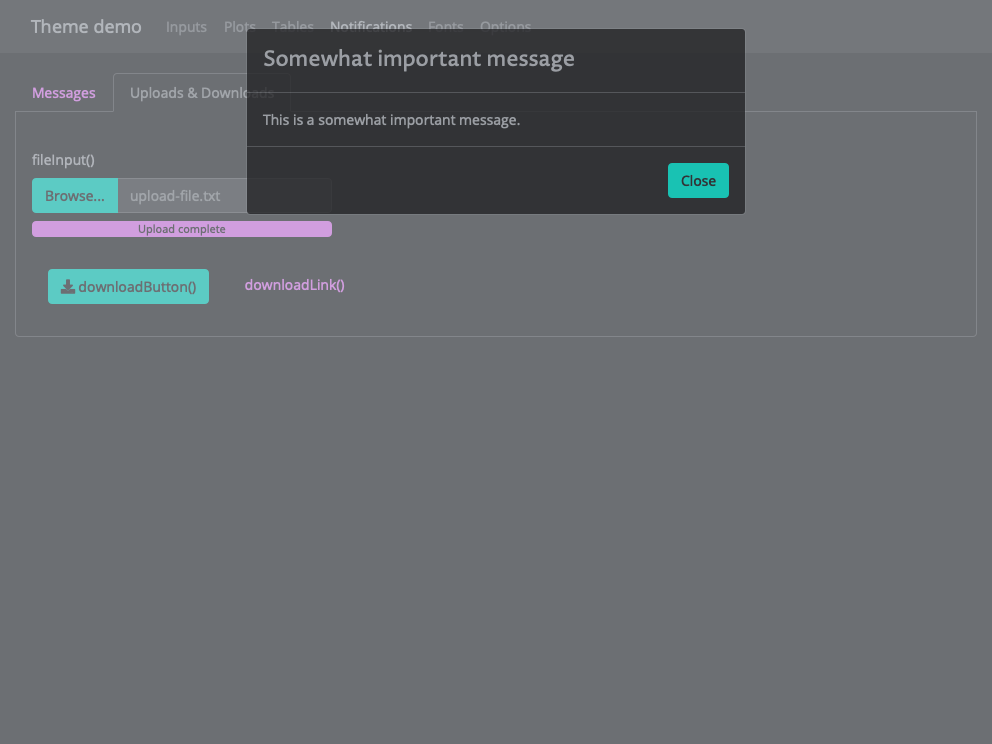 Theme demo Inputs Plots Tables Notifications Fonts Options
Somewhat important message
Messages Uploads & Downloads
This is a somewhat important message.
fileInput()
Close
Browse... upload-file.txt
Upload complete
downloadButton() downloadLink()